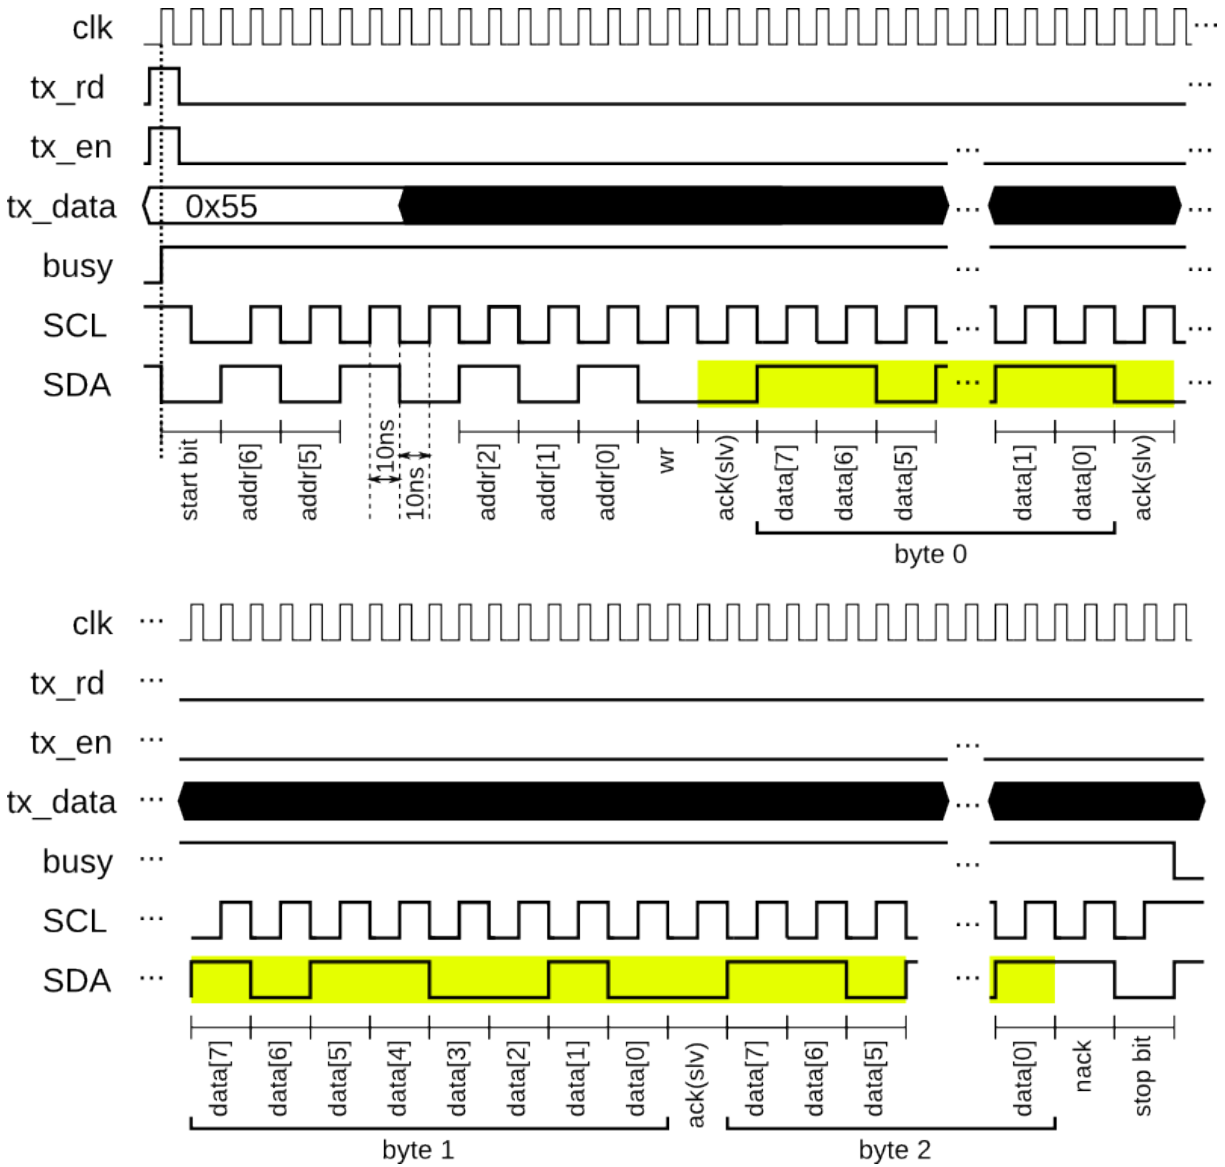 clk ...
tx_rd ...
tx_en ... ...
tx_data 0x55 ... ...
busy ... ...
SCL ... ...
SDA ... ...
start bit addr[6] addr[5] 10ns 10ns addr[2] addr[1] addr[0] wr ack(slv) data[7] data[6] data[5] data[1] data[0] ack(slv)
byte 0
... clk
... tx_rd
... tx_en ...
... tx_data ...
... busy ...
... SCL ...
... SDA ...
data[7] data[6] data[5] data[4] data[3] data[2] data[1] data[0] ack(slv) data[7] data[6] data[5] data[0] nack stop bit
byte 1 byte 2